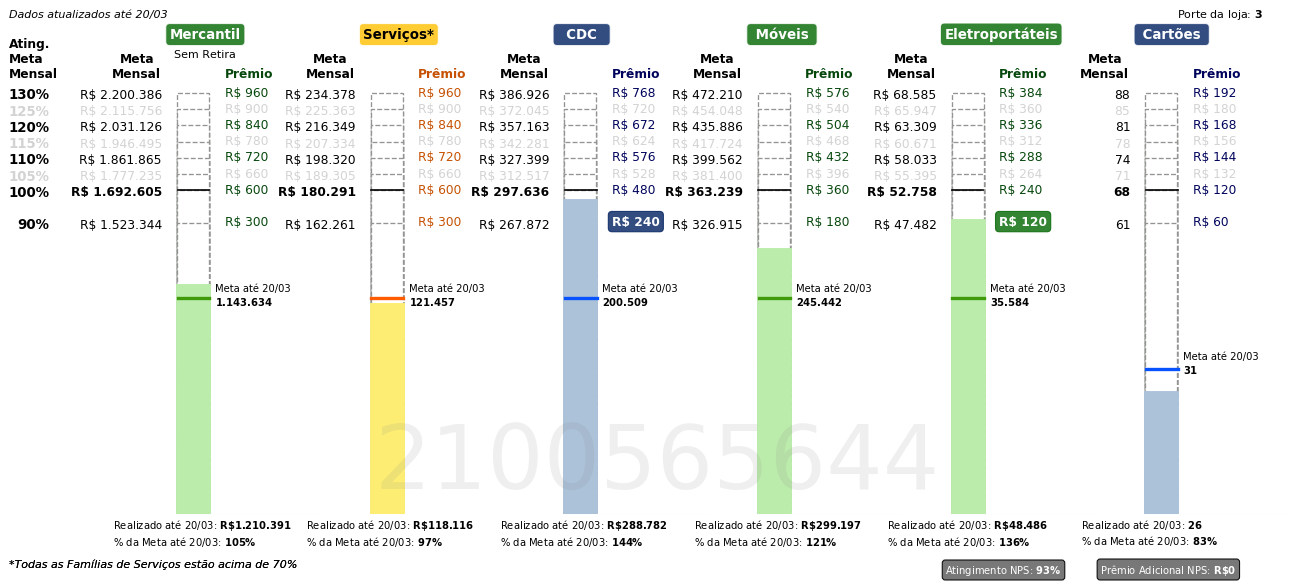 Dados atualizados até 20/03
Porte da loja: 3
Mercantil Serviços* CDC Móveis Eletroportáteis Cartões
Sem Retira
Ating. Meta Mensal
Meta Mensal Prêmio Meta Mensal Prêmio Meta Mensal Prêmio Meta Mensal Prêmio Meta Mensal Prêmio Meta Mensal Prêmio
130% R$ 2.200.386 R$ 960 R$ 234.378 R$ 960 R$ 386.926 R$ 768 R$ 472.210 R$ 576 R$ 68.585 R$ 384 88 R$ 192
125% R$ 2.115.756 R$ 900 R$ 225.363 R$ 900 R$ 372.045 R$ 720 R$ 454.048 R$ 540 R$ 65.947 R$ 360 85 R$ 180
120% R$ 2.031.126 R$ 840 R$ 216.349 R$ 840 R$ 357.163 R$ 672 R$ 435.886 R$ 504 R$ 63.309 R$ 336 81 R$ 168
115% R$ 1.946.495 R$ 780 R$ 207.334 R$ 780 R$ 342.281 R$ 624 R$ 417.724 R$ 468 R$ 60.671 R$ 312 78 R$ 156
110% R$ 1.861.865 R$ 720 R$ 198.320 R$ 720 R$ 327.399 R$ 576 R$ 399.562 R$ 432 R$ 58.033 R$ 288 74 R$ 144
105% R$ 1.777.235 R$ 660 R$ 189.305 R$ 660 R$ 312.517 R$ 528 R$ 381.400 R$ 396 R$ 55.395 R$ 264 71 R$ 132
100% R$ 1.692.605 R$ 600 R$ 180.291 R$ 600 R$ 297.636 R$ 480 R$ 363.239 R$ 360 R$ 52.758 R$ 240 68 R$ 120
90% R$ 1.523.344 R$ 300 R$ 162.261 R$ 300 R$ 267.872 R$ 240 R$ 326.915 R$ 180 R$ 47.482 R$ 120 61 R$ 60
Meta até 20/03 Meta até 20/03 Meta até 20/03 Meta até 20/03 Meta até 20/03
1.143.634 121.457 200.509 245.442 35.584
Meta até 20/03
31
2100565644
Realizado até 20/03: R$1.210.391 Realizado até 20/03: R$118.116 Realizado até 20/03: R$288.782 Realizado até 20/03: R$299.197 Realizado até 20/03: R$48.486 Realizado até 20/03: 26
% da Meta até 20/03: 105% % da Meta até 20/03: 97% % da Meta até 20/03: 144% % da Meta até 20/03: 121% % da Meta até 20/03: 136% % da Meta até 20/03: 83%
*Todas as Famílias de Serviços estão acima de 70%
Atingimento NPS: 93% Prêmio Adicional NPS: R$0